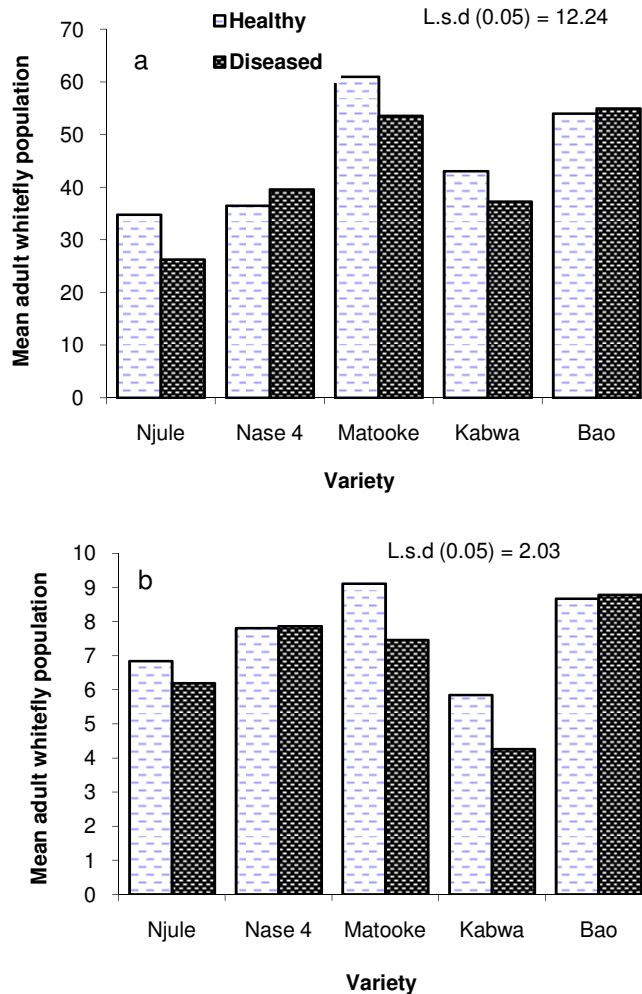 Healthy
L.s.d (0.05) = 12.24
a
Diseased
70
60
50
40
30
20
10
0
Mean adult whitefly population
Njule Nase 4 Matooke Kabwa Bao
Variety
L.s.d (0.05) = 2.03
b
10
9
8
7
6
5
4
3
2
1
0
Mean adult whitefly population
Njule Nase 4 Matooke Kabwa Bao
Variety